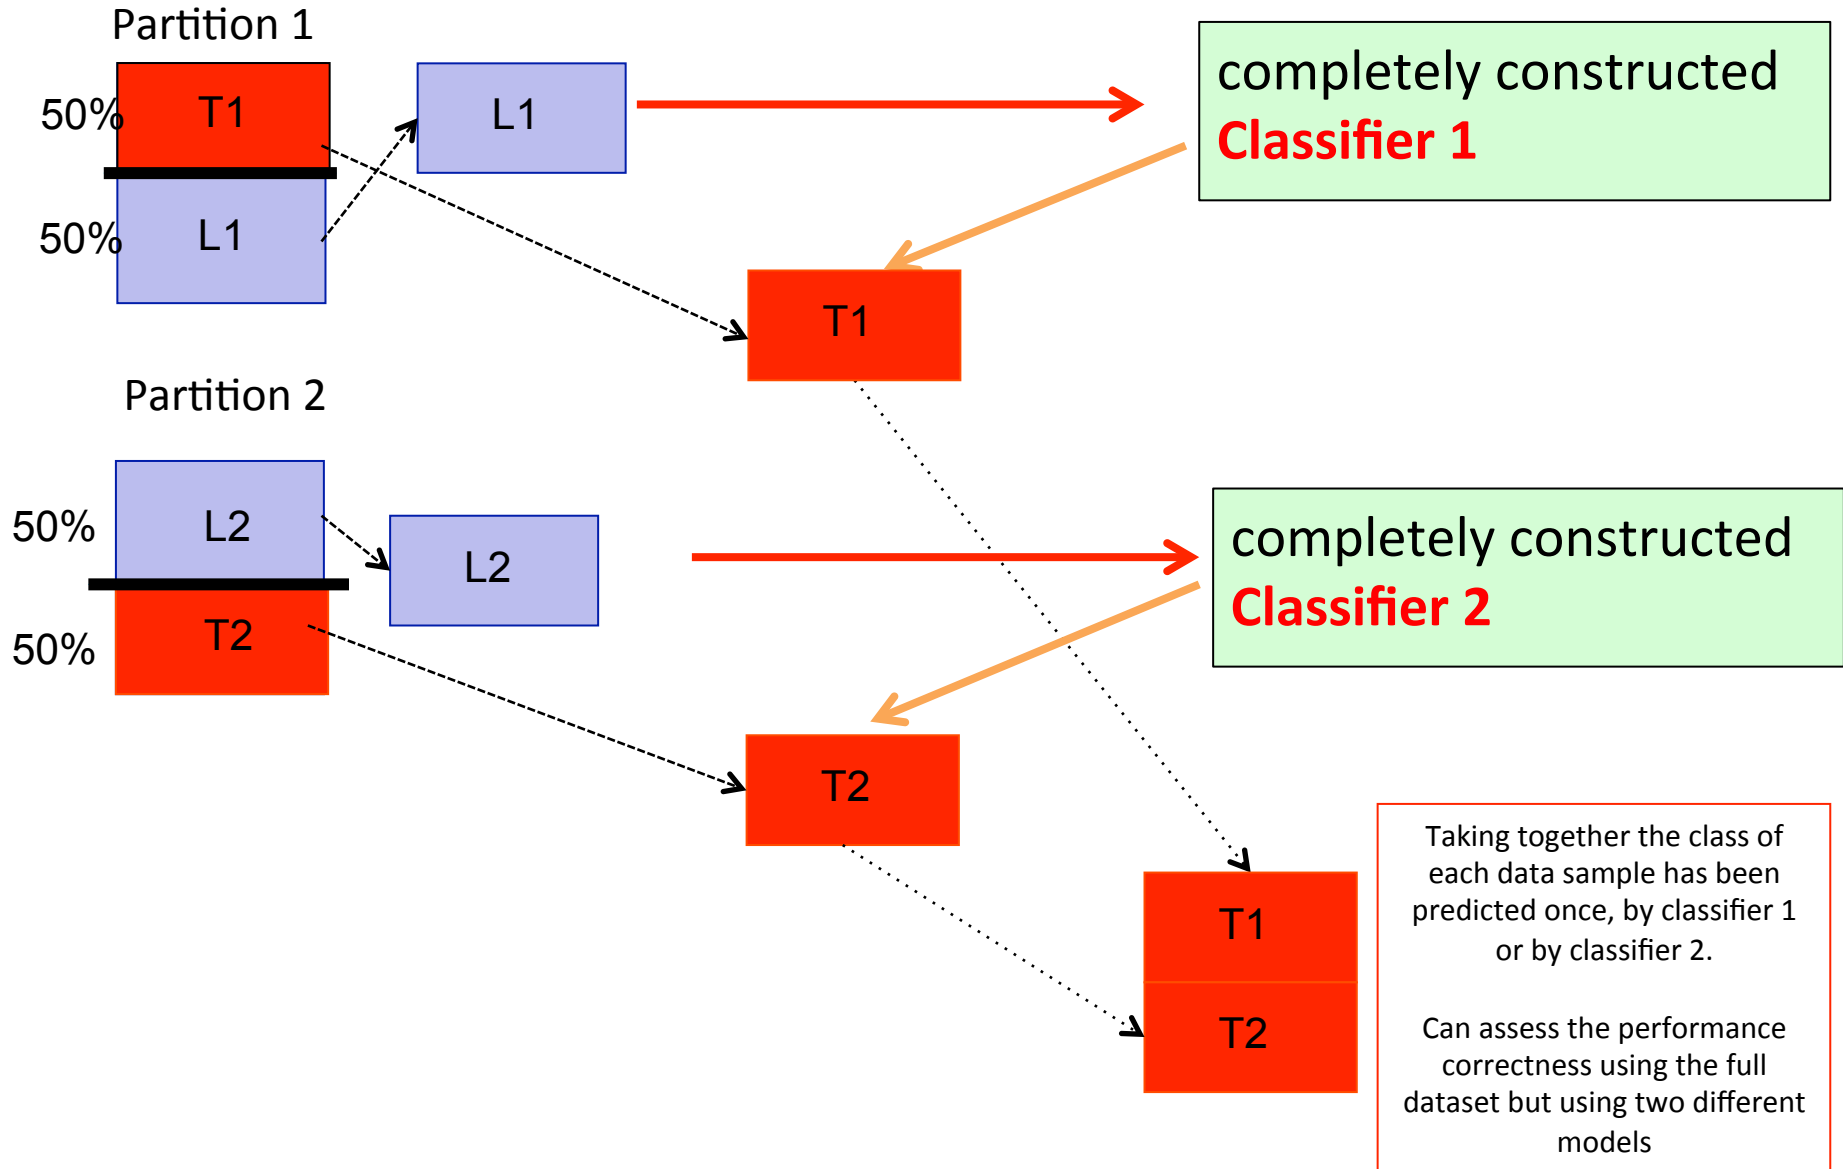 Partition 1
50%
T1
L1
completely constructed
Classifier 1
50%
L1
T1
Partition 2
50%
L2
L2
completely constructed
Classifier 2
50%
T2
T2
T1
T2
Taking together the class of
each data sample has been
predicted once, by classifier 1
or by classifier 2.
Can assess the performance
correctness using the full
dataset but using two different
models